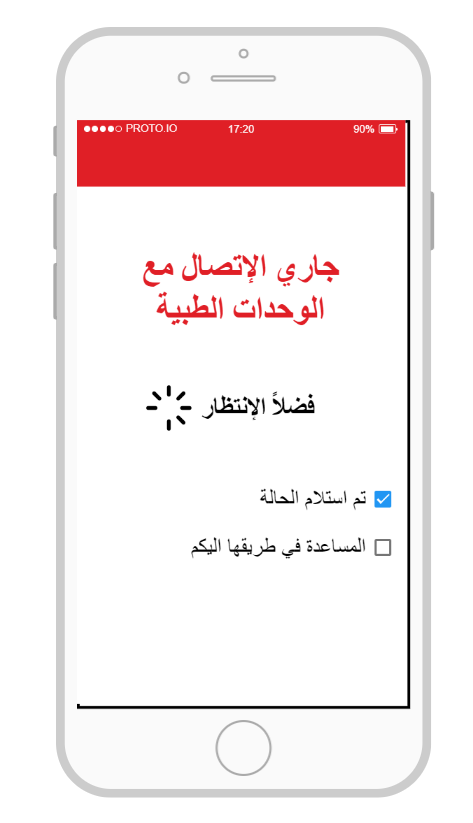 PROTO.IO 17:20 90%
جاري الإتصال مع
الوحدات الطبية
فضلاً الإنتظار
تم استلام الحالة
المساعدة في طريقها اليكم